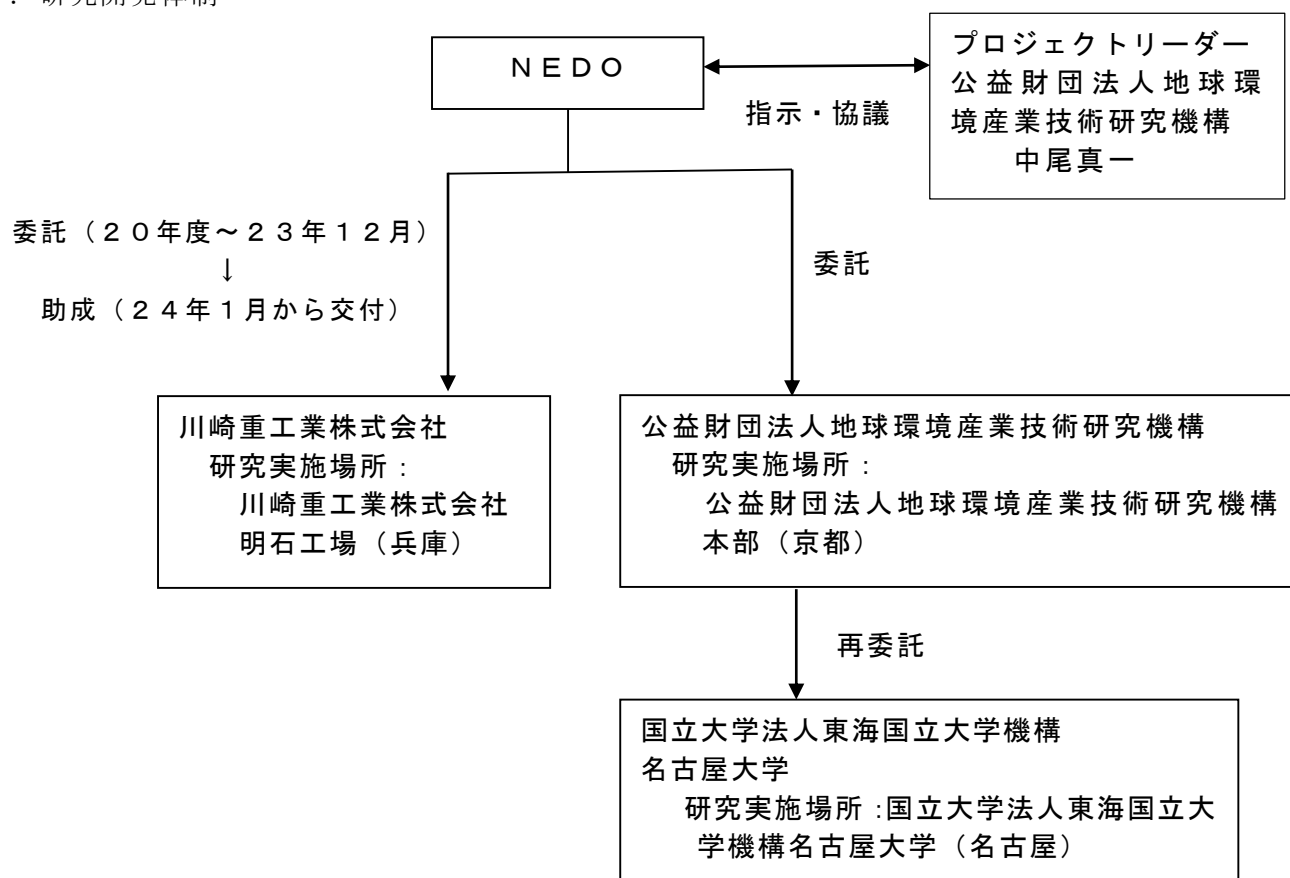 ．研究開発体制
ＮＥＤＯ
プロジェクトリーダー
公益財団法人地球環
境産業技術研究機構
中尾真一
指示・協議
委託（２０年度～２３年１２月）
↓
助成（２４年１月から交付）
委託
川崎重工業株式会社
研究実施場所：
川崎重工業株式会社
明石工場（兵庫）
公益財団法人地球環境産業技術研究機構
研究実施場所：
公益財団法人地球環境産業技術研究機構
本部（京都）
再委託
国立大学法人東海国立大学機構
名古屋大学
研究実施場所：国立大学法人東海国立大
学機構名古屋大学（名古屋）